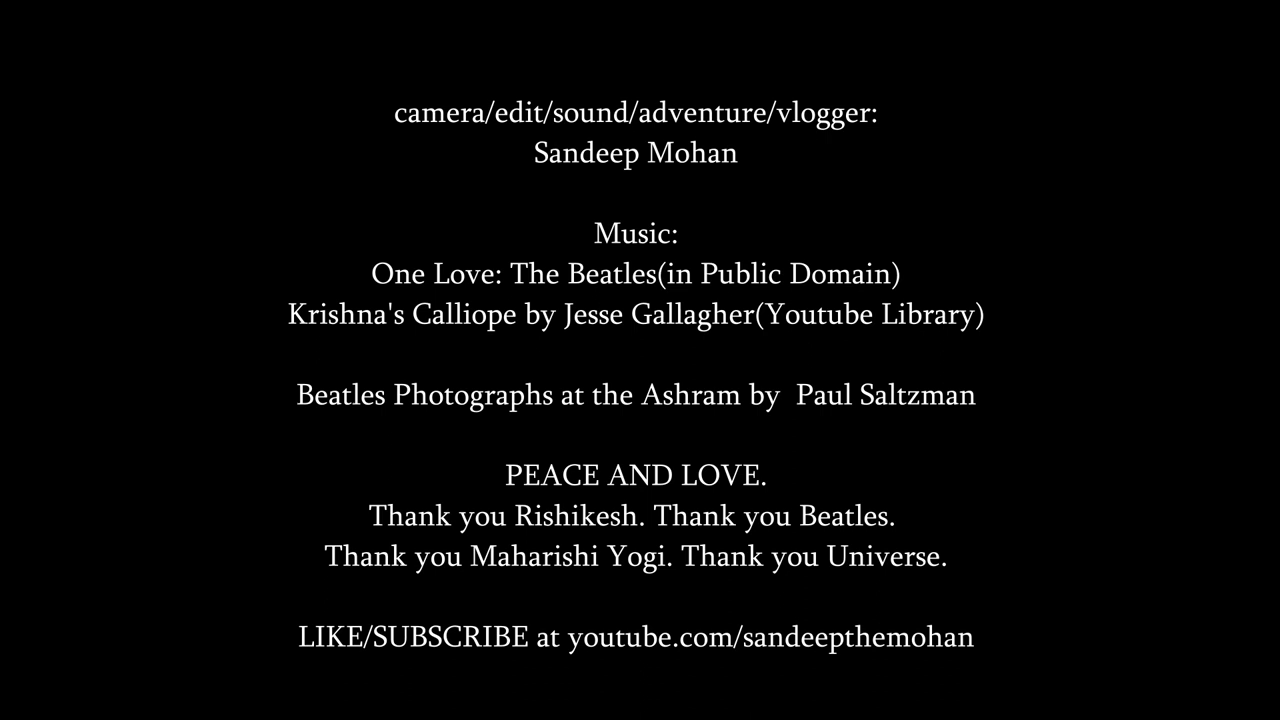 camera/edit/sound/adventure/vlogger:
Sandeep Mohan
Music:
One Love: The Beatles(in Public Domain)
Krishna's Calliope by Jesse Gallagher(Youtube Library)
Beatles Photographs at the Ashram by  Paul Saltzman
PEACE AND LOVE.
Thank you Rishikesh. Thank you Beatles.
Thank you Maharishi Yogi. Thank you Universe.
LIKE/SUBSCRIBE at youtube.com/sandeepthemohan